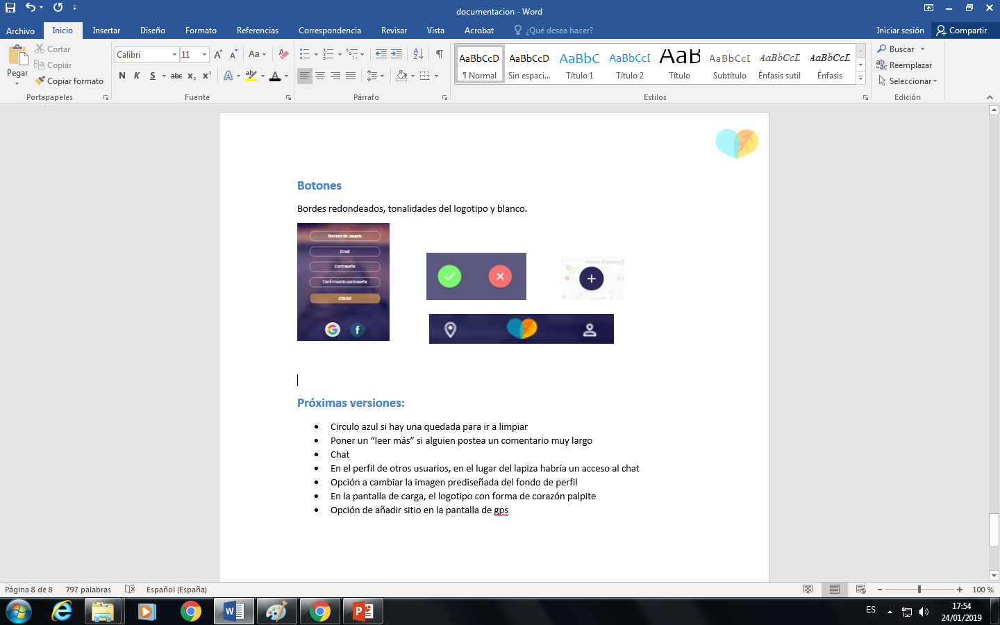 documentacion - Word
Archivo Inicio Insertar Diseño Formato Referencias Correspondencia Revisar Vista Acrobat ¿Qué desea hacer? Iniciar sesión Compartir
Pegar
Cortar
Copiar
Copiar formato
Portapapeles
Calibri 11
Aa
N K S abc x₂ x²
A ab A
Fuente
Párrafo
AaBbCcD AaBbCcD AaBbC AaBbCcD AaB AaBbCcD AaBbCcL AaBbCcL
¶ Normal Sin espaci... Título 1 Título 2 Título Subtítulo Énfasis sutil Énfasis
Estilos
Buscar
Reemplazar
Seleccionar
Edición
Botones
Bordes redondeados, tonalidades del logotipo y blanco.
Nombre de usuario
Email
Contraseña
Confirmación contraseña
CREAR
G f
Abasto Shopping
Próximas versiones:
• Circulo azul si hay una quedada para ir a limpiar
• Poner un “leer más” si alguien postea un comentario muy largo
• Chat
• En el perfil de otros usuarios, en el lugar del lapiza habría un acceso al chat
• Opción a cambiar la imagen prediseñada del fondo de perfil
• En la pantalla de carga, el logotipo con forma de corazón palpite
• Opción de añadir sitio en la pantalla de gps
Página 8 de 8 797 palabras Español (España) 100 %
ES 17:54
24/01/2019